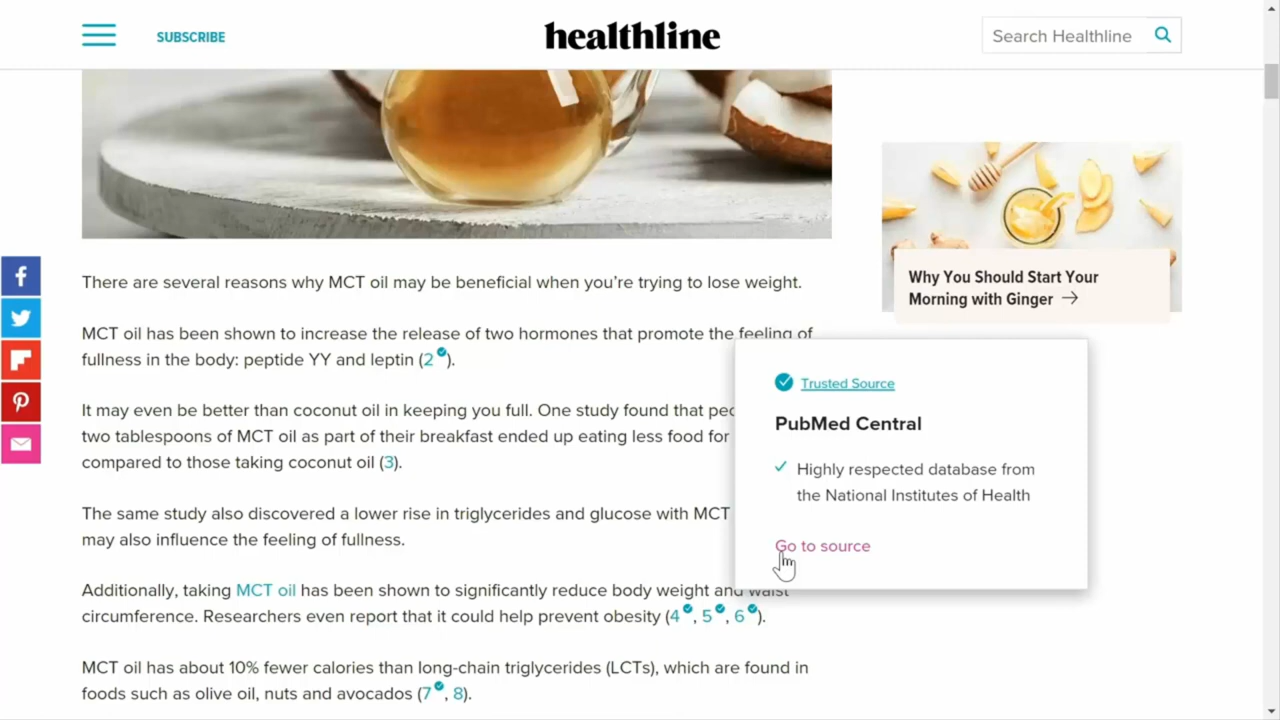 SUBSCRIBE
healthline
Search Healthline
There are several reasons why MCT oil may be beneficial when you're trying to lose weight.
MCT oil has been shown to increase the release of two hormones that promote the feeling of
fullness in the body: peptide YY and leptin (2).
It may even be better than coconut oil in keeping you full. One study found that
two tablespoons of MCT oil as part of their breakfast ended up eating less food for
compared to those taking coconut oil (3).
The same study also discovered a lower rise in triglycerides and glucose with MCT
may also influence the feeling of fullness.
Additionally, taking MCT oil has been shown to significantly reduce body weight and waist
circumference. Researchers even report that it could help prevent obesity (4, 5, 6).
MCT oil has about 10% fewer calories than long-chain triglycerides (LCTs), which are found in
foods such as olive oil, nuts and avocados (7, 8).
Why You Should Start Your
Morning with Ginger →
Trusted Source
PubMed Central
Highly respected database from
the National Institutes of Health
Go to source